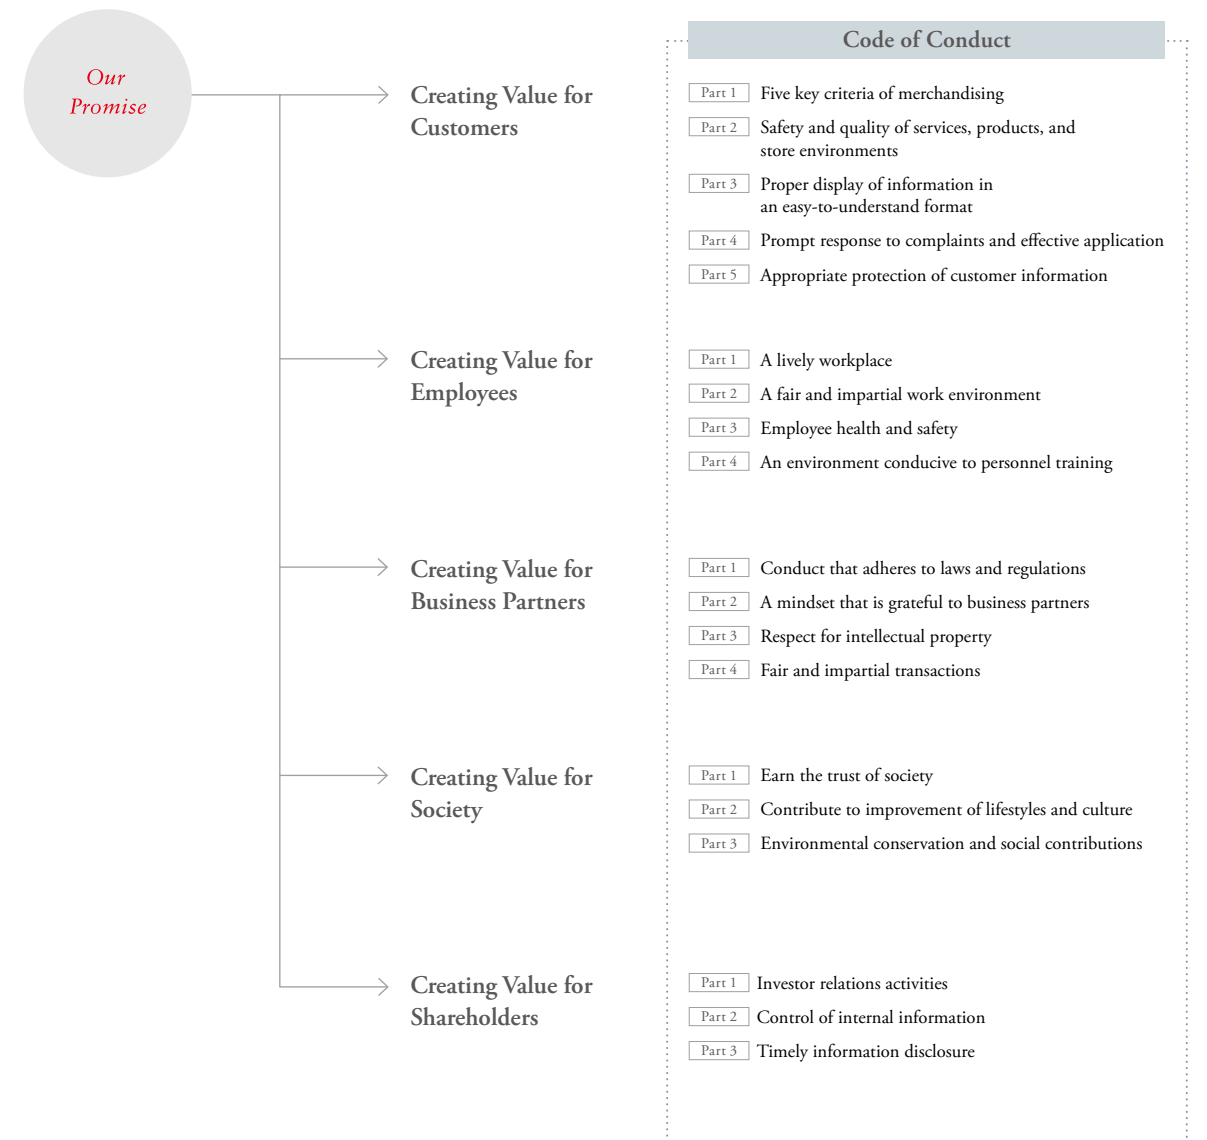 Our
Promise
Code of Conduct
Creating Value for
Customers
Part 1 Five key criteria of merchandising
Part 2 Safety and quality of services, products, and
store environments
Part 3 Proper display of information in
an easy-to-understand format
Part 4 Prompt response to complaints and effective application
Part 5 Appropriate protection of customer information
Creating Value for
Employees
Part 1 A lively workplace
Part 2 A fair and impartial work environment
Part 3 Employee health and safety
Part 4 An environment conducive to personnel training
Creating Value for
Business Partners
Part 1 Conduct that adheres to laws and regulations
Part 2 A mindset that is grateful to business partners
Part 3 Respect for intellectual property
Part 4 Fair and impartial transactions
Creating Value for
Society
Part 1 Earn the trust of society
Part 2 Contribute to improvement of lifestyles and culture
Part 3 Environmental conservation and social contributions
Creating Value for
Shareholders
Part 1 Investor relations activities
Part 2 Control of internal information
Part 3 Timely information disclosure